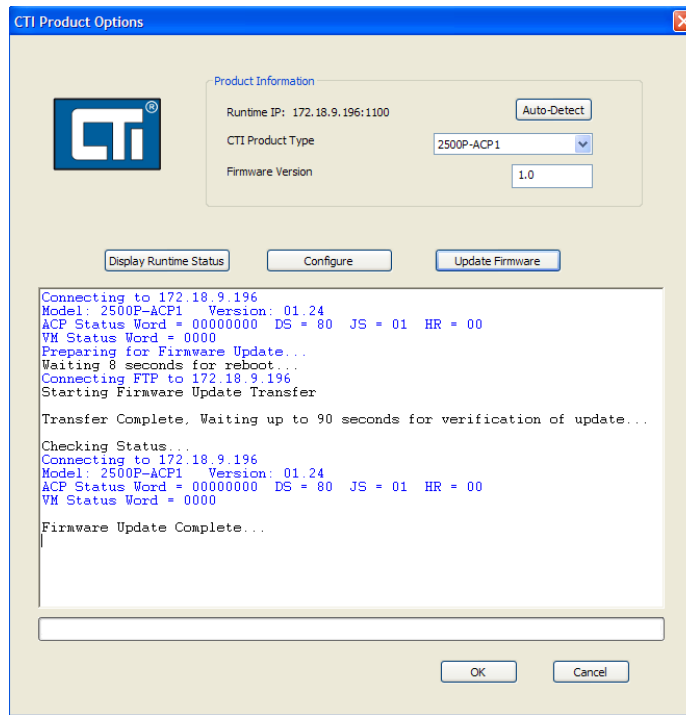 CTI Product Options
CTi®
Product Information
Runtime IP: 172.18.9.196:1100
Auto-Detect
CTI Product Type
2500P-ACP1
Firmware Version
1.0
Display Runtime Status
Configure
Update Firmware
Connecting to 172.18.9.196
Model: 2500P-ACP1 Version: 01.24
ACP Status Word = 00000000 DS = 80 JS = 01 HR = 00
VM Status Word = 0000
Preparing for Firmware Update...
Waiting 8 seconds for reboot...
Connecting FTP to 172.18.9.196
Starting Firmware Update Transfer
Transfer Complete, Waiting up to 90 seconds for verification of update...
Checking Status...
Connecting to 172.18.9.196
Model: 2500P-ACP1 Version: 01.24
ACP Status Word = 00000000 DS = 80 JS = 01 HR = 00
VM Status Word = 0000
Firmware Update Complete...
OK
Cancel